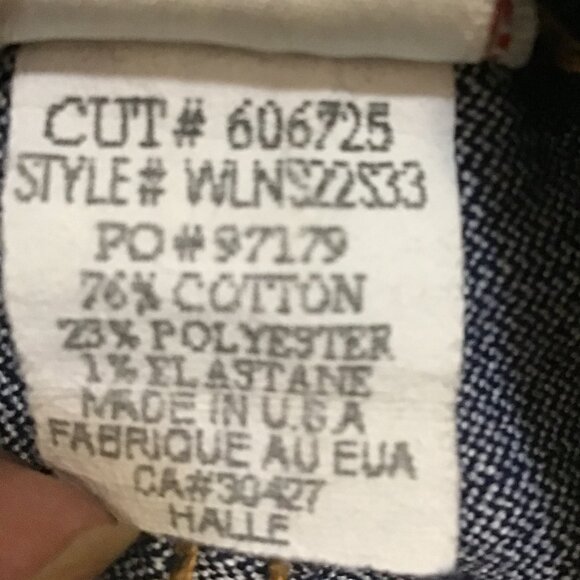 CUT# 606725
STYLE# WLNS22S33
PO#97179
76% COTTON
23% POLYESTER
1% ELASTANE
MADE IN U.S.A
FABRIQUE AU EUA
CA#30427
HALLE